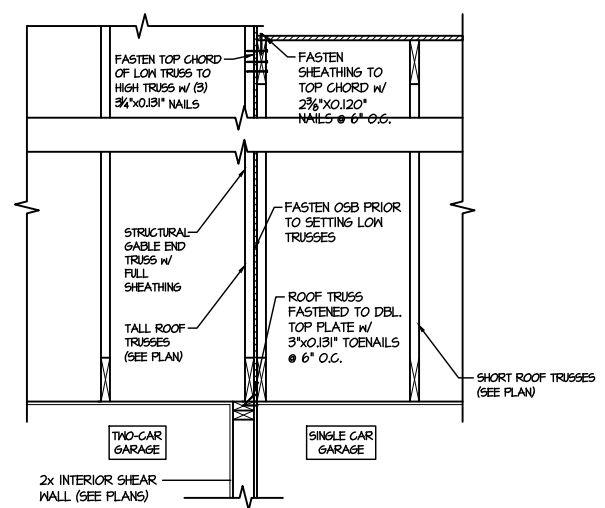 FASTEN TOP CHORD
OF LOW TRUSS TO
HIGH TRUSS W/ (3)
3¼"X0.131" NAILS
FASTEN
SHEATHING TO
TOP CHORD W/
2⅜"X0.120"
NAILS @ 6" O.C.
FASTEN OSB PRIOR
TO SETTING LOW
TRUSSES
STRUCTURAL
GABLE END
TRUSS W/
FULL
SHEATHING
ROOF TRUSS
FASTENED TO DBL.
TOP PLATE W/
3"X0.131" TOENAILS
@ 6" O.C.
TALL ROOF
TRUSSES
(SEE PLAN)
SHORT ROOF TRUSSES
(SEE PLAN)
TWO-CAR
GARAGE
SINGLE CAR
GARAGE
2x INTERIOR SHEAR
WALL (SEE PLANS)